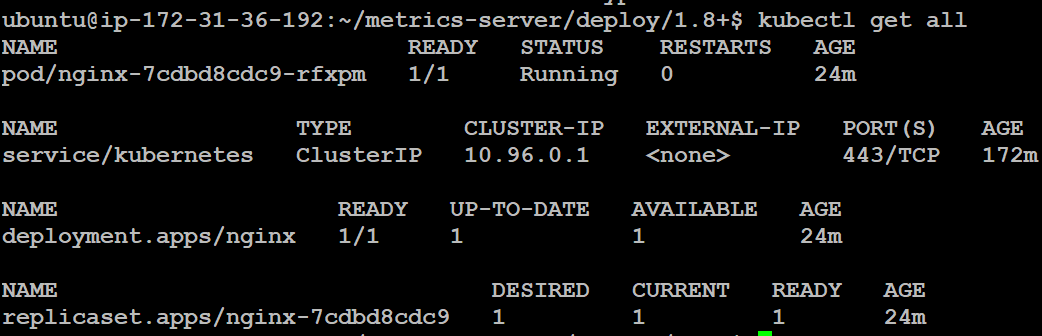 ubuntu@ip-172-31-36-192:~/metrics-server/deploy/1.8+$ kubectl get all
NAME READY STATUS RESTARTS AGE
pod/nginx-7cdbd8cdc9-rfxpm 1/1 Running 0 24m
NAME TYPE CLUSTER-IP EXTERNAL-IP PORT(S) AGE
service/kubernetes ClusterIP 10.96.0.1 <none> 443/TCP 172m
NAME READY UP-TO-DATE AVAILABLE AGE
deployment.apps/nginx 1/1 1 1 24m
NAME DESIRED CURRENT READY AGE
replicaset.apps/nginx-7cdbd8cdc9 1 1 1 24m